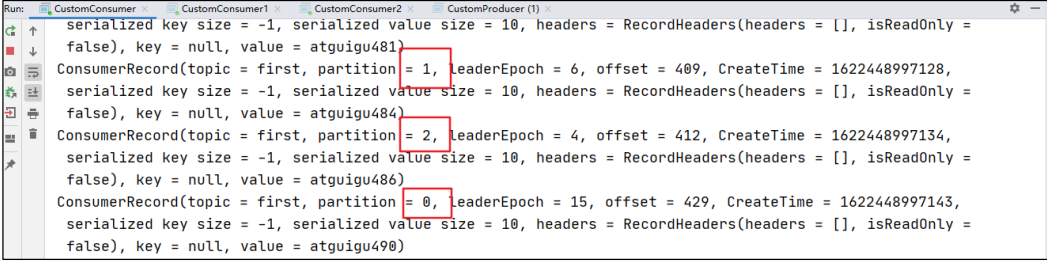 Run: CustomConsumer × CustomConsumer1 × CustomConsumer2 × CustomProducer (1) ×
serialized key size = -1, serialized value size = 10, headers = RecordHeaders(headers = [], isReadOnly =
false), key = null, value = atguigu481)
ConsumerRecord(topic = first, partition = 1, leaderEpoch = 6, offset = 409, CreateTime = 1622448997128,
serialized key size = -1, serialized value size = 10, headers = RecordHeaders(headers = [], isReadOnly =
false), key = null, value = atguigu484)
ConsumerRecord(topic = first, partition = 2, leaderEpoch = 4, offset = 412, CreateTime = 1622448997134,
serialized key size = -1, serialized value size = 10, headers = RecordHeaders(headers = [], isReadOnly =
false), key = null, value = atguigu486)
ConsumerRecord(topic = first, partition = 0, leaderEpoch = 15, offset = 429, CreateTime = 1622448997143,
serialized key size = -1, serialized value size = 10, headers = RecordHeaders(headers = [], isReadOnly =
false), key = null, value = atguigu490)